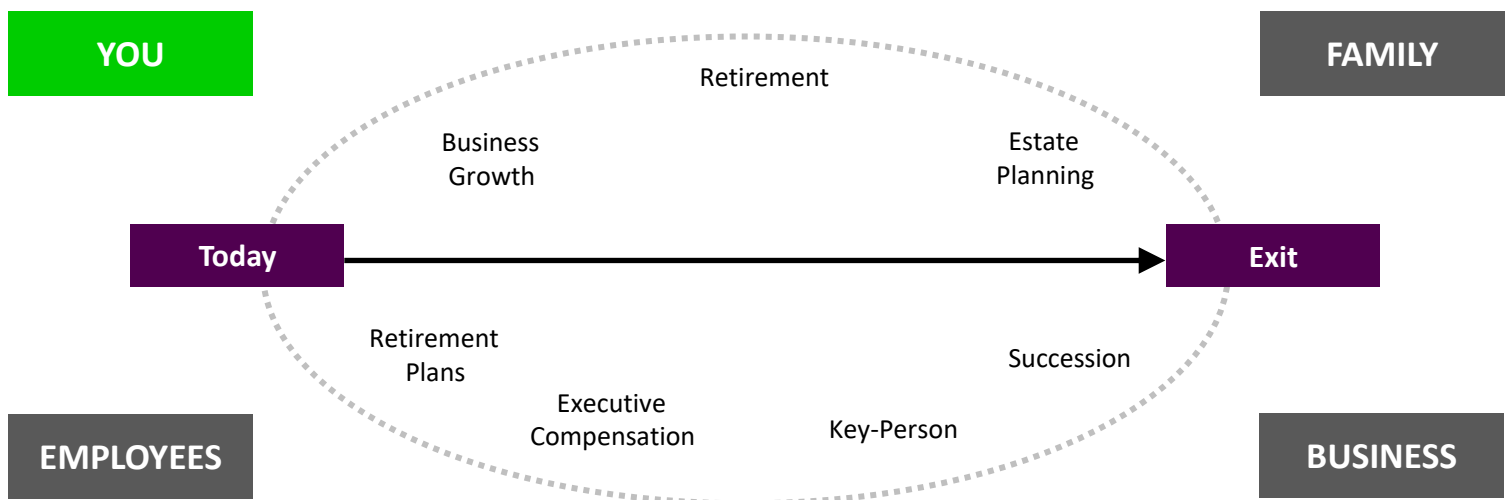 YOU
FAMILY
Retirement
Business
Growth
Estate
Planning
Today
Exit
Retirement
Plans
Succession
Executive
Compensation
Key-Person
EMPLOYEES
BUSINESS